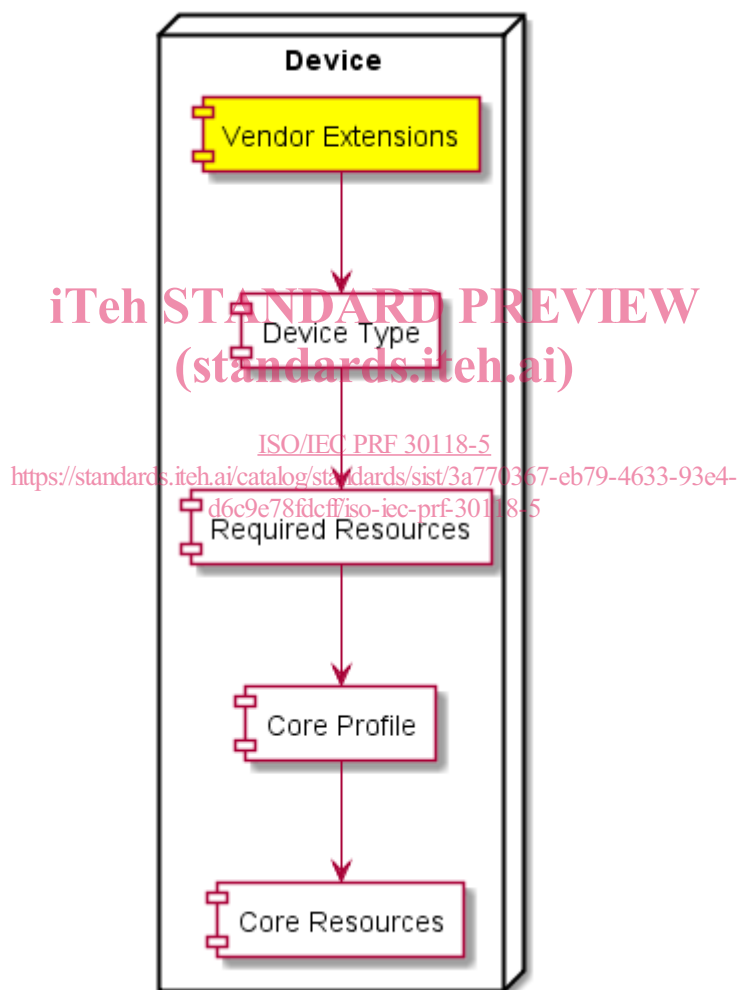 Device
Vendor Extensions
iTeh STANDARD PREVIEW
Device Type
(standards.iteh.ai)
ISO/IEC PRF 30118-5
https://standards.iteh.ai/catalog/standards/sist/3a770367-eb79-4633-93e4-
d6c9e78fdcff/iso-iec-prf-30118-5
Required Resources
Core Profile
Core Resources